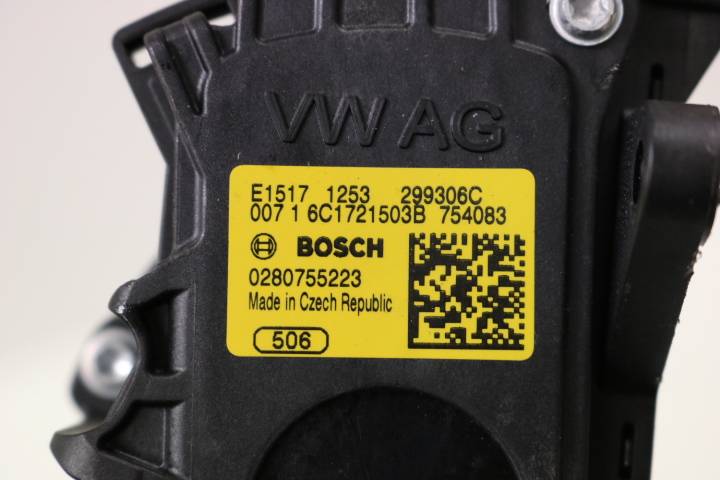 VW AG
E1517 1253 299306C
007 1 6C1721503B 754083
BOSCH
0280755223
Made in Czech Republic
506